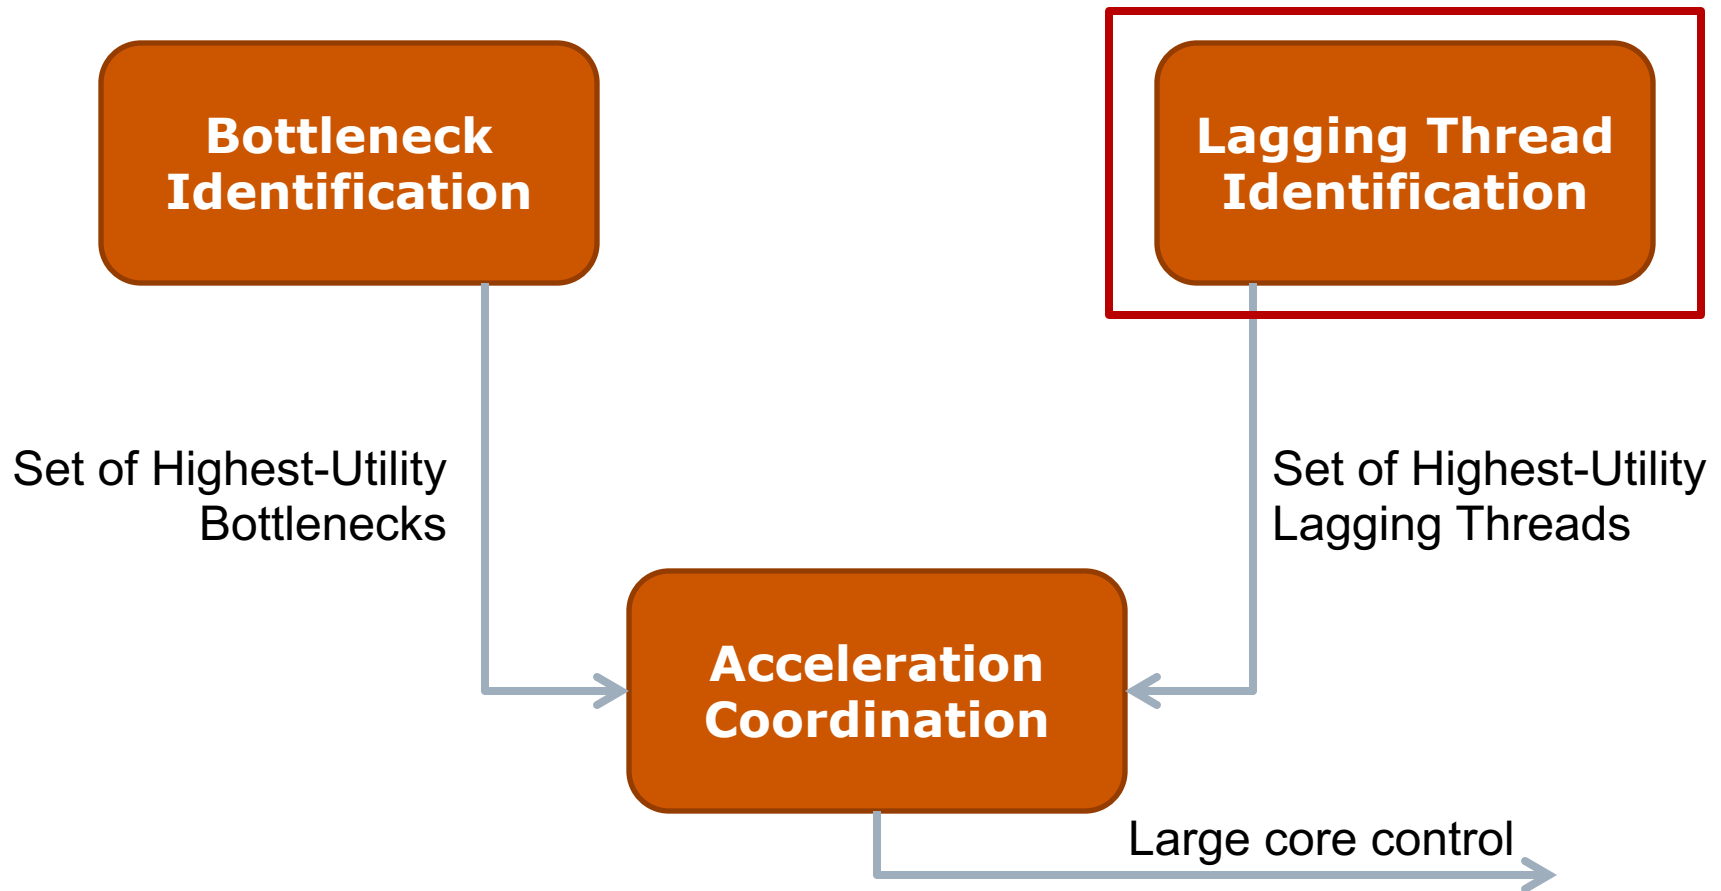 Bottleneck
Identification
Lagging Thread
Identification
Set of Highest-Utility
Bottlenecks
Set of Highest-Utility
Lagging Threads
Acceleration
Coordination
Large core control